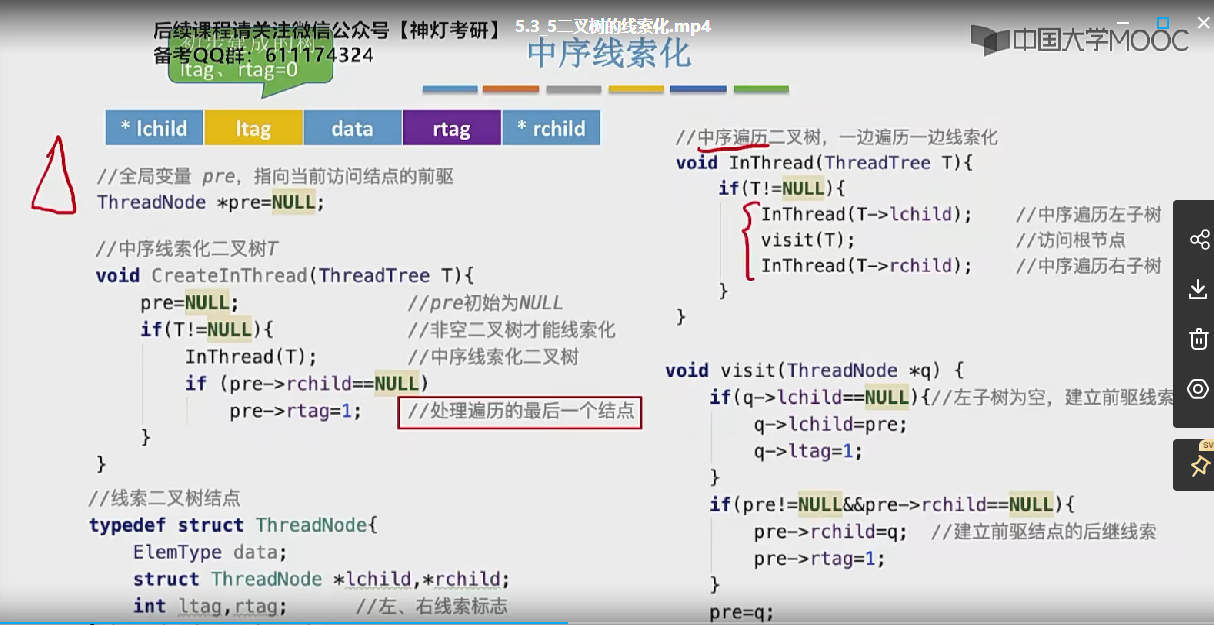 后续课程请关注微信公众号【神灯考研】
5.3_5二叉树的线索化.mp4
备考QQ群：611174324
ltag、rtag=0
中序线索化
中国大学MOOC
* lchild ltag data rtag * rchild
//全局变量 pre，指向当前访问结点的前驱
ThreadNode *pre=NULL;
//中序线索化二叉树T
void CreateInThread(ThreadTree T){
pre=NULL; //pre初始为NULL
if(T!=NULL){ //非空二叉树才能线索化
InThread(T); //中序线索化二叉树
if (pre->rchild==NULL)
pre->rtag=1; //处理遍历的最后一个结点
}
}
//线索二叉树结点
typedef struct ThreadNode{
ElemType data;
struct ThreadNode *lchild,*rchild;
int ltag,rtag; //左、右线索标志
//中序遍历二叉树，一边遍历一边线索化
void InThread(ThreadTree T){
if(T!=NULL){
InThread(T->lchild); //中序遍历左子树
visit(T); //访问根节点
InThread(T->rchild); //中序遍历右子树
}
}
void visit(ThreadNode *q) {
if(q->lchild==NULL){//左子树为空，建立前驱线索
q->lchild=pre;
q->ltag=1;
}
if(pre!=NULL&&pre->rchild==NULL){
pre->rchild=q; //建立前驱结点的后继线索
pre->rtag=1;
}
pre=q;